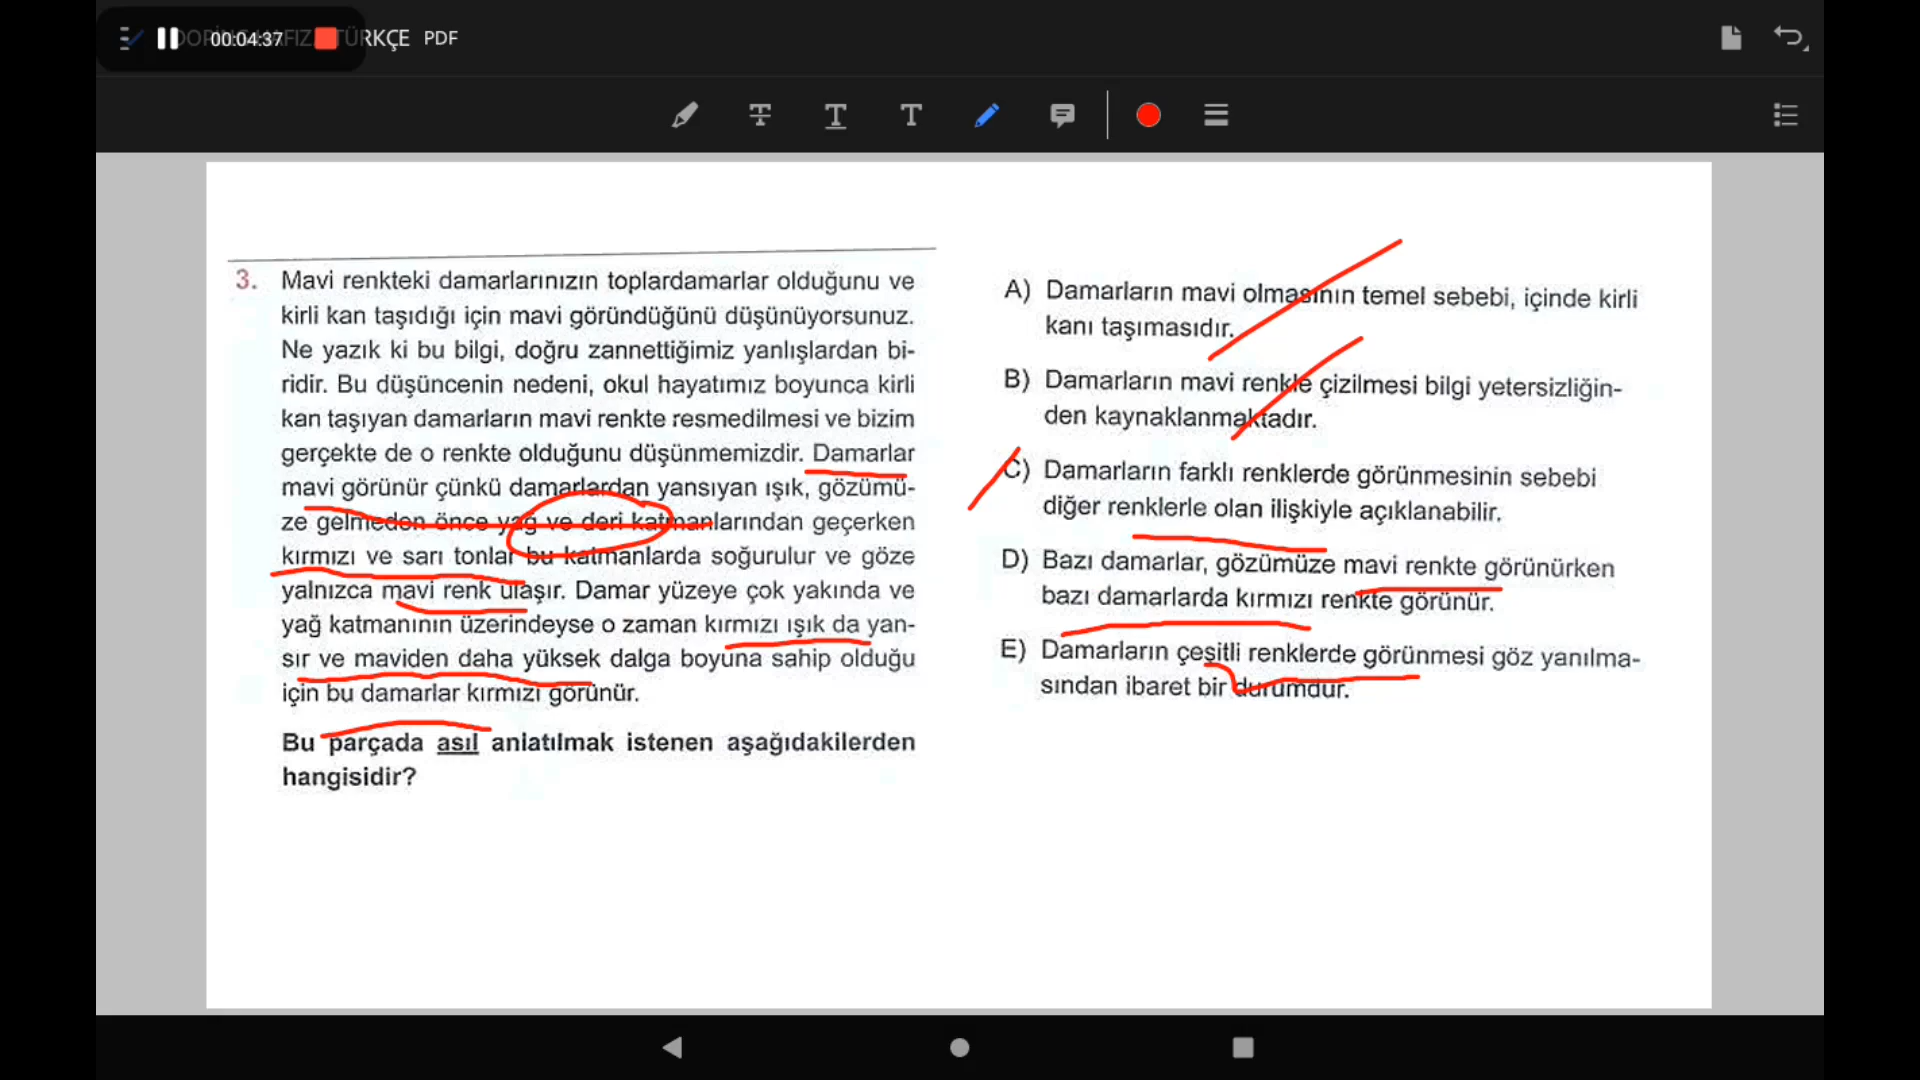 DOPİNG HAFIZ TÜRKÇE PDF
00:04:37
3. Mavi renkteki damarlarınızın toplardamarlar olduğunu ve
kirli kan taşıdığı için mavi göründüğünü düşünüyorsunuz.
Ne yazık ki bu bilgi, doğru zannettiğimiz yanlışlardan bi-
ridir. Bu düşüncenin nedeni, okul hayatımız boyunca kirli
kan taşıyan damarların mavi renkte resmedilmesi ve bizim
gerçekte de o renkte olduğunu düşünmemizdir. Damarlar
mavi görünür çünkü damarlardan yansıyan ışık, gözümü-
ze gelmeden önce yağ ve deri katmanlarından geçerken
kırmızı ve sarı tonlar bu katmanlarda soğurulur ve göze
yalnızca mavi renk ulaşır. Damar yüzeye çok yakında ve
yağ katmanının üzerindeyse o zaman kırmızı ışık da yan-
sır ve maviden daha yüksek dalga boyuna sahip olduğu
için bu damarlar kırmızı görünür.
Bu parçada asıl anlatılmak istenen aşağıdakilerden
hangisidir?
A) Damarların mavi olmasının temel sebebi, içinde kirli
kanı taşımasıdır.
B) Damarların mavi renkle çizilmesi bilgi yetersizliğin-
den kaynaklanmaktadır.
C) Damarların farklı renklerde görünmesinin sebebi
diğer renklerle olan ilişkiyle açıklanabilir.
D) Bazı damarlar, gözümüze mavi renkte görünürken
bazı damarlarda kırmızı renkte görünür.
E) Damarların çeşitli renklerde görünmesi göz yanılma-
sından ibaret bir durumdur.